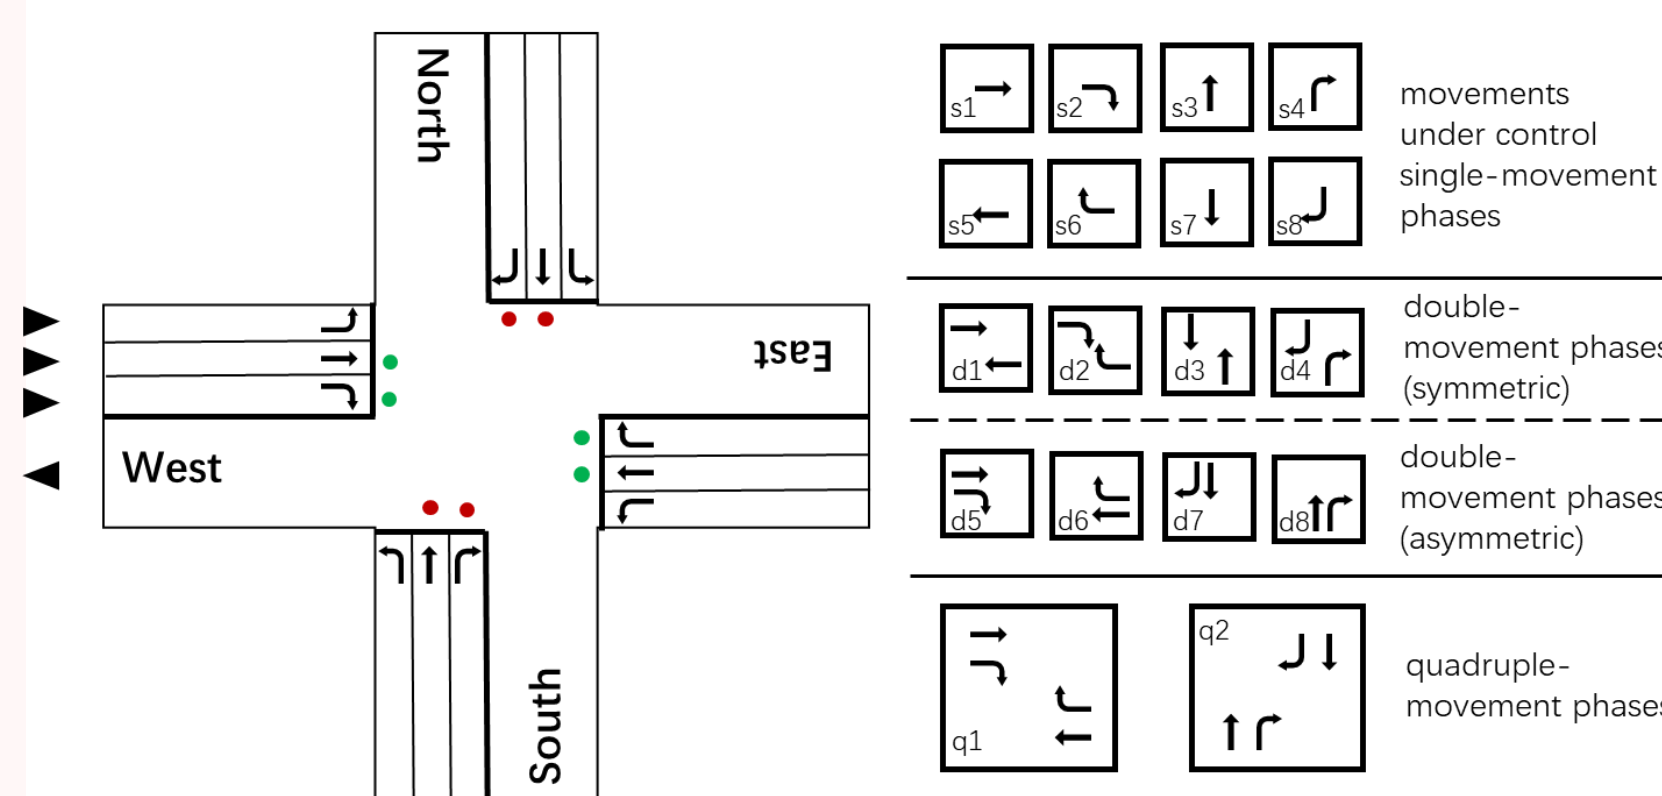 North
East
West
South
s1
s2
s3
s4
movements
under control
single-movement
phases
s5
s6
s7
s8
double-
movement phases
(symmetric)
d1
d2
d3
d4
double-
movement phases
(asymmetric)
d5
d6
d7
d8
q1
q2
quadruple-
movement phases